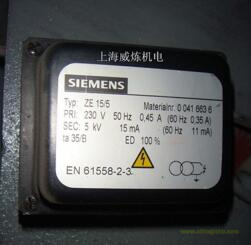 上海威炼机电
SIEMENS
Typ: ZE 15/5 Materialnr. 0 041 663 6
PRI: 230 V 50 Hz 0,45 A (60 Hz 0,35 A)
SEC: 5 kV 15 mA (60 Hz 11 mA)
ta 35/B ED 100 %
EN 61558-2-3